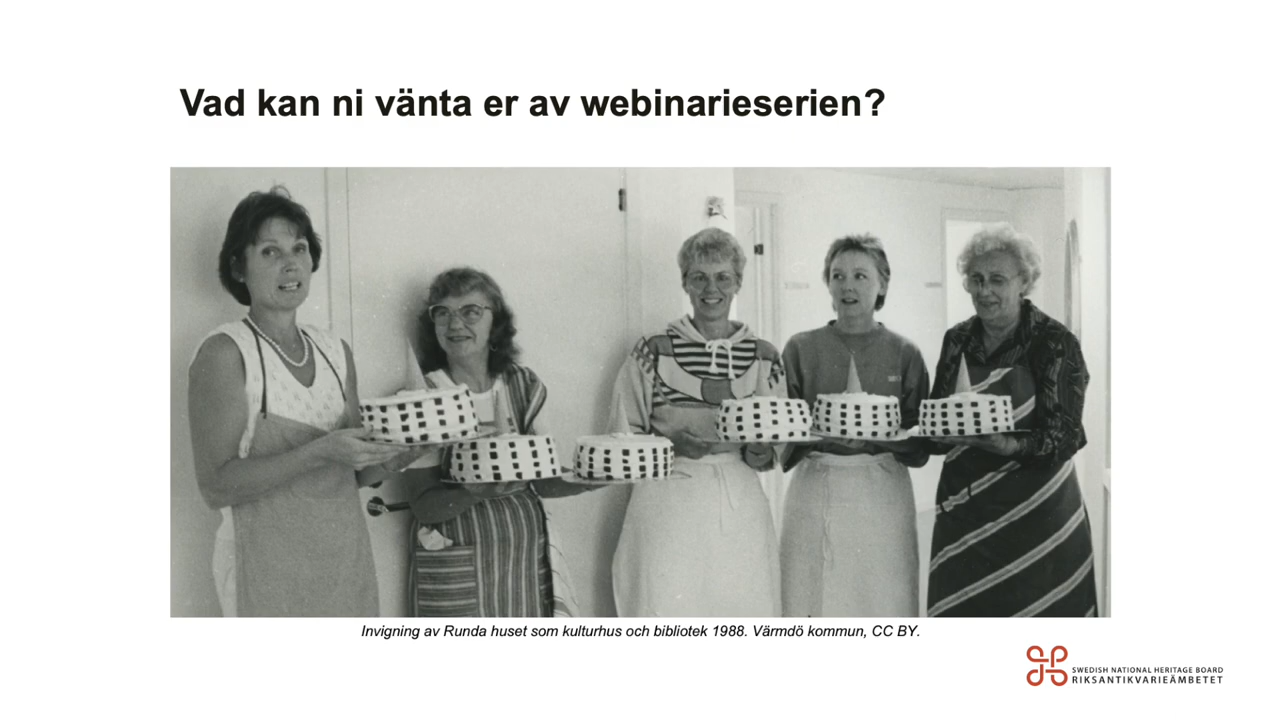 Vad kan ni vänta er av webinarieserien?
Invigning av Runda huset som kulturhus och bibliotek 1988. Värmdö kommun, CC BY.
SWEDISH NATIONAL HERITAGE BOARD
RIKSANTIKVARIEÄMBETET